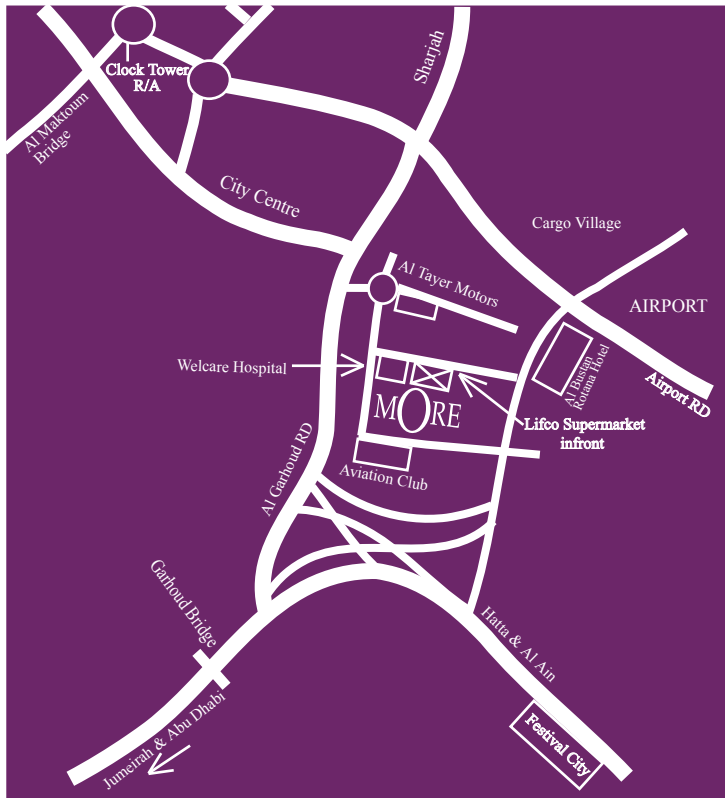 Sharjah
Clock Tower
R/A
Al Maktoum
Bridge
City Centre
Cargo Village
Al Tayer Motors
AIRPORT
Welcare Hospital
Al Bustan
Rotana Hotel
Airport RD
MORE
Lifco Supermarket
infront
Al Garhoud RD
Aviation Club
Garhoud Bridge
Hatta & Al Ain
Jumeirah & Abu Dhabi
Festival City